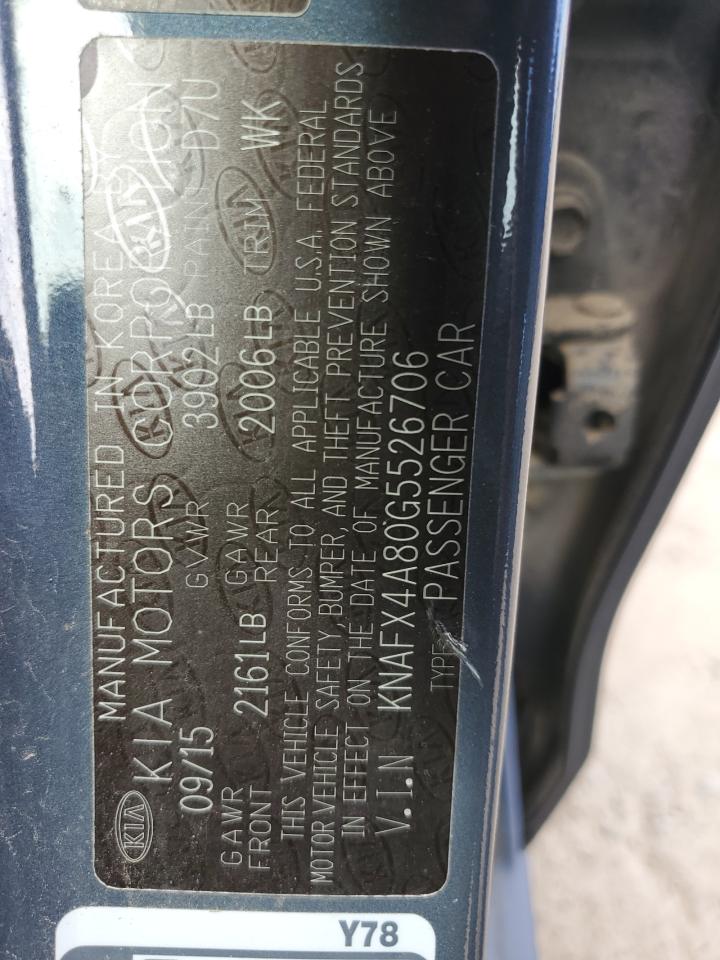 MANUFACTURED IN KOREA BY
KIA KIA MOTORS CORPORATION
09/15 GVWR 3902LB PAINT D7U
GAWR FRONT 2161LB GAWR REAR 2006LB TRIM WK
THIS VEHICLE CONFORMS TO ALL APPLICABLE U.S.A. FEDERAL
MOTOR VEHICLE SAFETY, BUMPER, AND THEFT PREVENTION STANDARDS
IN EFFECT ON THE DATE OF MANUFACTURE SHOWN ABOVE
V.I.N KNAFX4A80G5526706
TYPE PASSENGER CAR
Y78